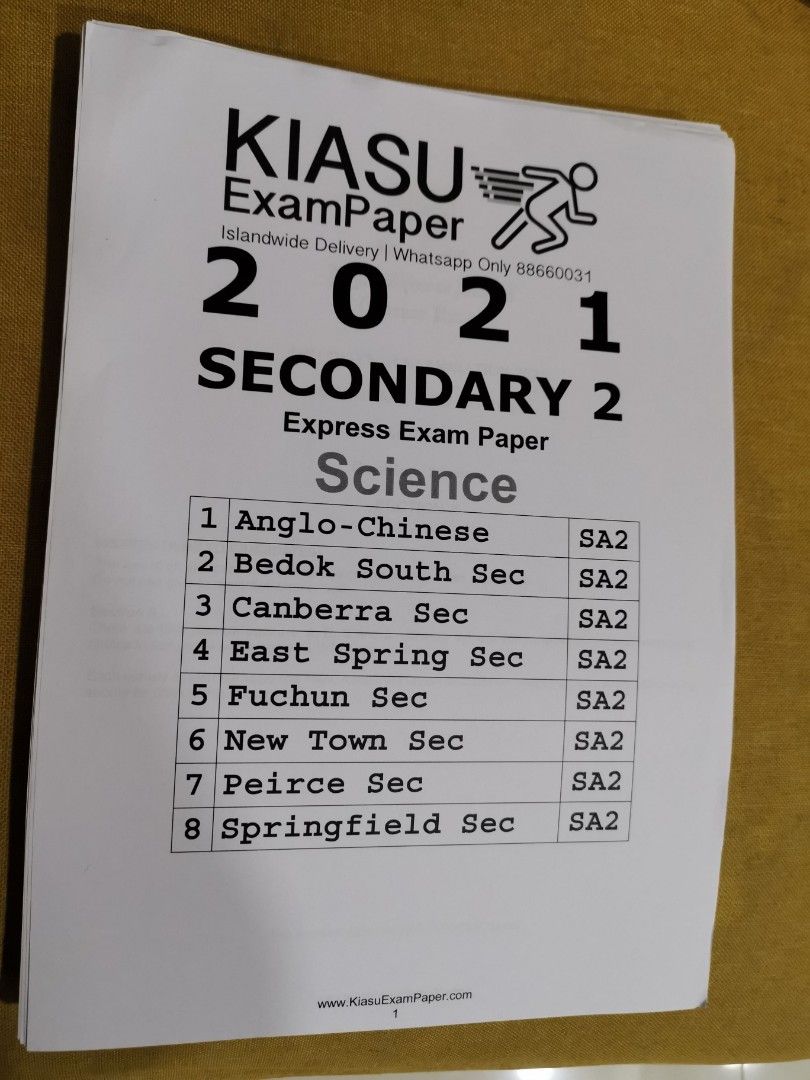 KIASU
ExamPaper
Islandwide Delivery | Whatsapp Only 88660031
2 0 2 1
SECONDARY 2
Express Exam Paper
Science
1 Anglo-Chinese SA2
2 Bedok South Sec SA2
3 Canberra Sec SA2
4 East Spring Sec SA2
5 Fuchun Sec SA2
6 New Town Sec SA2
7 Peirce Sec SA2
8 Springfield Sec SA2
www.KiasuExamPaper.com
1